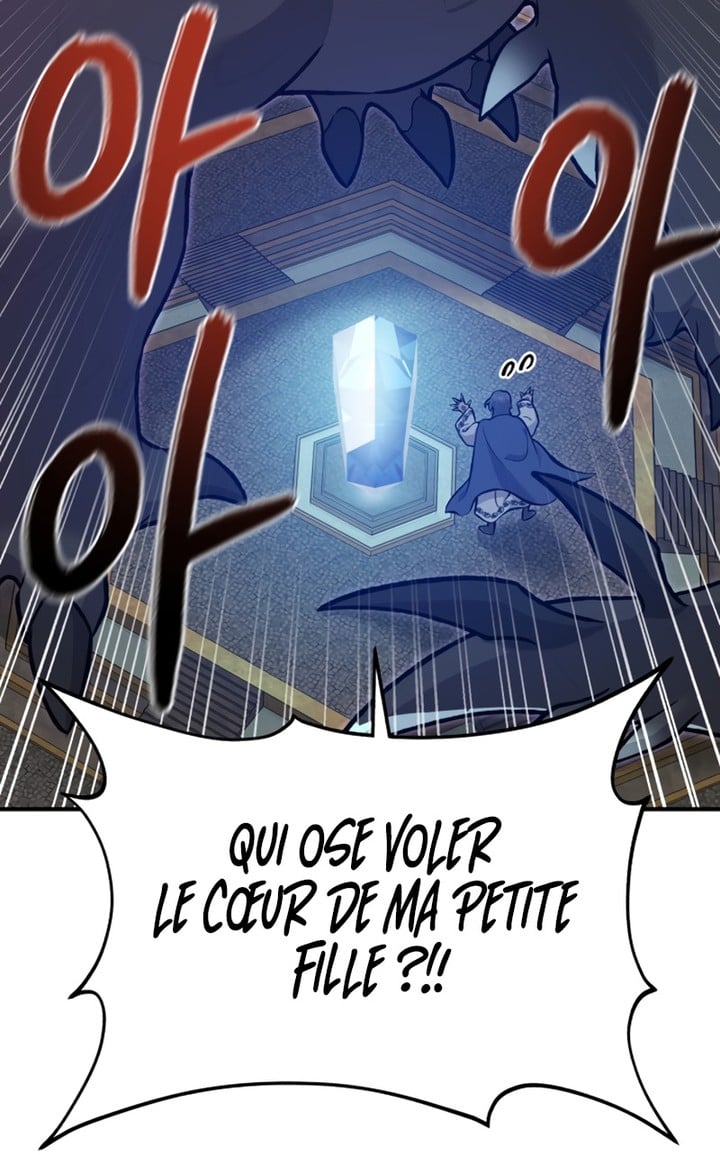 아
아
아
QUI OSE VOLER
LE CŒUR DE MA PETITE
FILLE ?!!